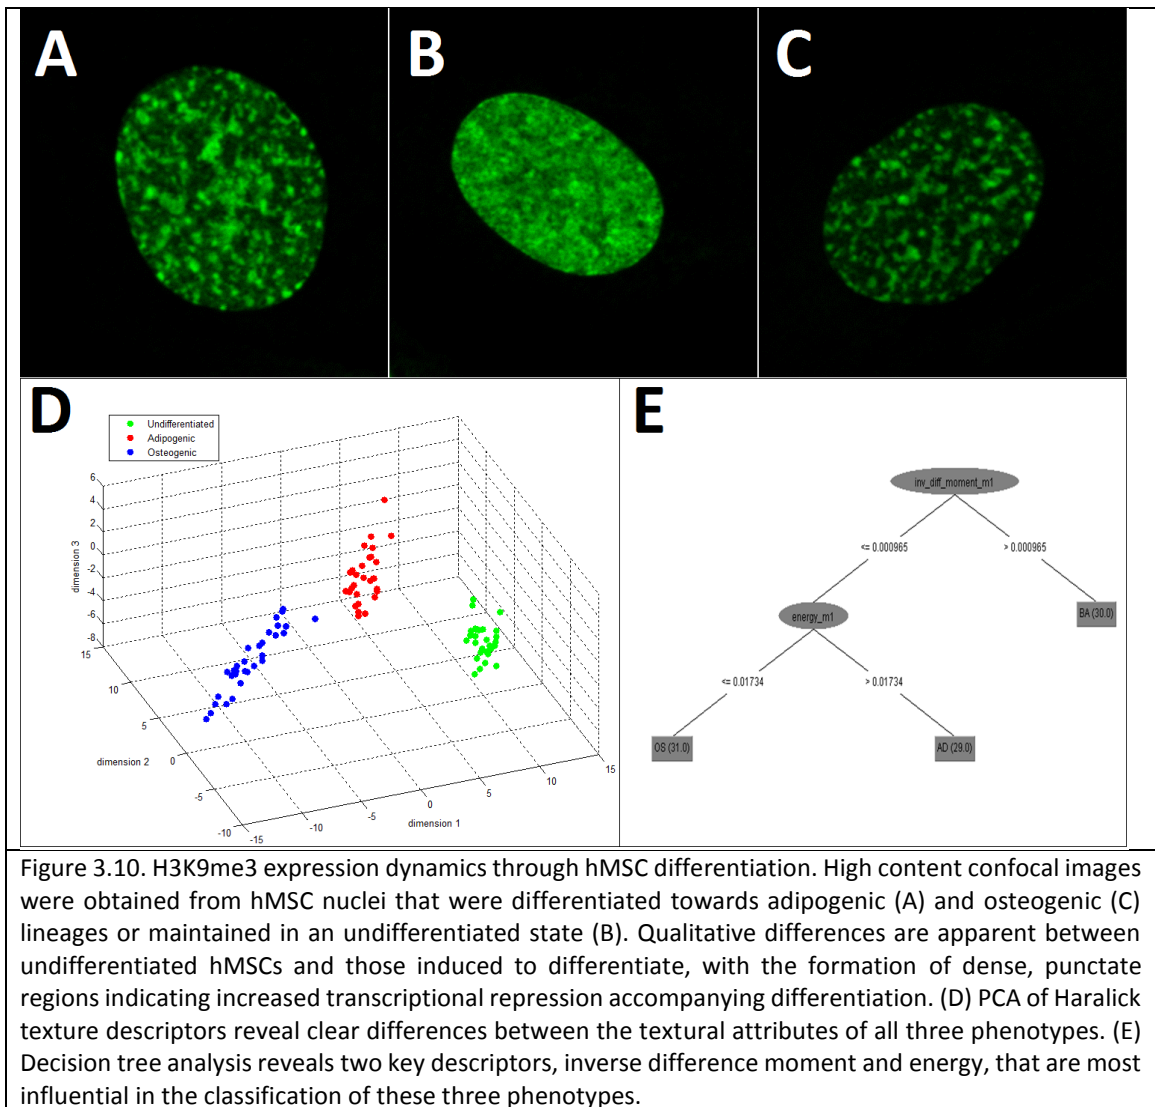 A
B
C
D
Undifferentiated
Adipogenic
Osteogenic
6
4
2
0
-2
-4
-6
-8
dimension 3
15
10
5
0
-5
-10
dimension 2
-15
-10
-5
0
5
10
15
dimension 1
E
inv_diff_moment_m1
<= 0.000965
> 0.000965
energy_m1
BA (30.0)
<= 0.01734
> 0.01734
OS (31.0)
AD (29.0)
Figure 3.10. H3K9me3 expression dynamics through hMSC differentiation. High content confocal images
were obtained from hMSC nuclei that were differentiated towards adipogenic (A) and osteogenic (C)
lineages or maintained in an undifferentiated state (B). Qualitative differences are apparent between
undifferentiated hMSCs and those induced to differentiate, with the formation of dense, punctate
regions indicating increased transcriptional repression accompanying differentiation. (D) PCA of Haralick
texture descriptors reveal clear differences between the textural attributes of all three phenotypes. (E)
Decision tree analysis reveals two key descriptors, inverse difference moment and energy, that are most
influential in the classification of these three phenotypes.